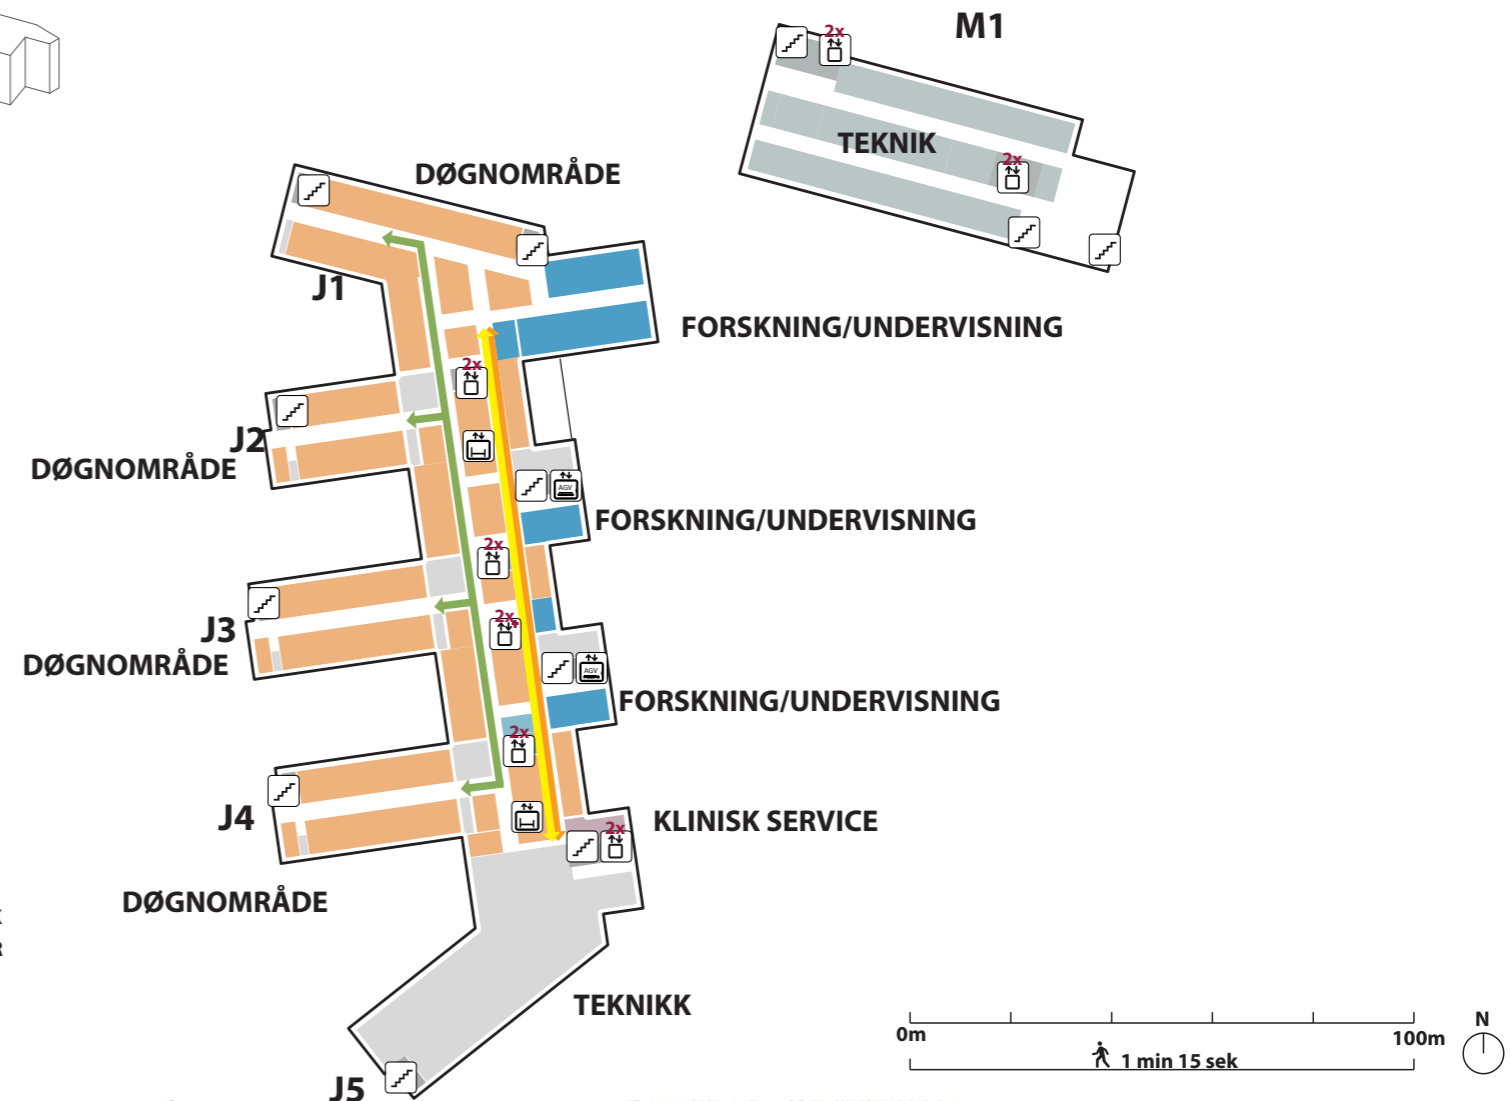 M1
2x
TEKNIK
2x
DØGNOMRÅDE
J1
FORSKNING/UNDERVISNING
2x
J2
DØGNOMRÅDE
AGV
FORSKNING/UNDERVISNING
2x
J3
2x
DØGNOMRÅDE
AGV
FORSKNING/UNDERVISNING
2x
J4
KLINISK SERVICE
2x
DØGNOMRÅDE
K
R
TEKNIKK
J5
0m
100m
1 min 15 sek
N